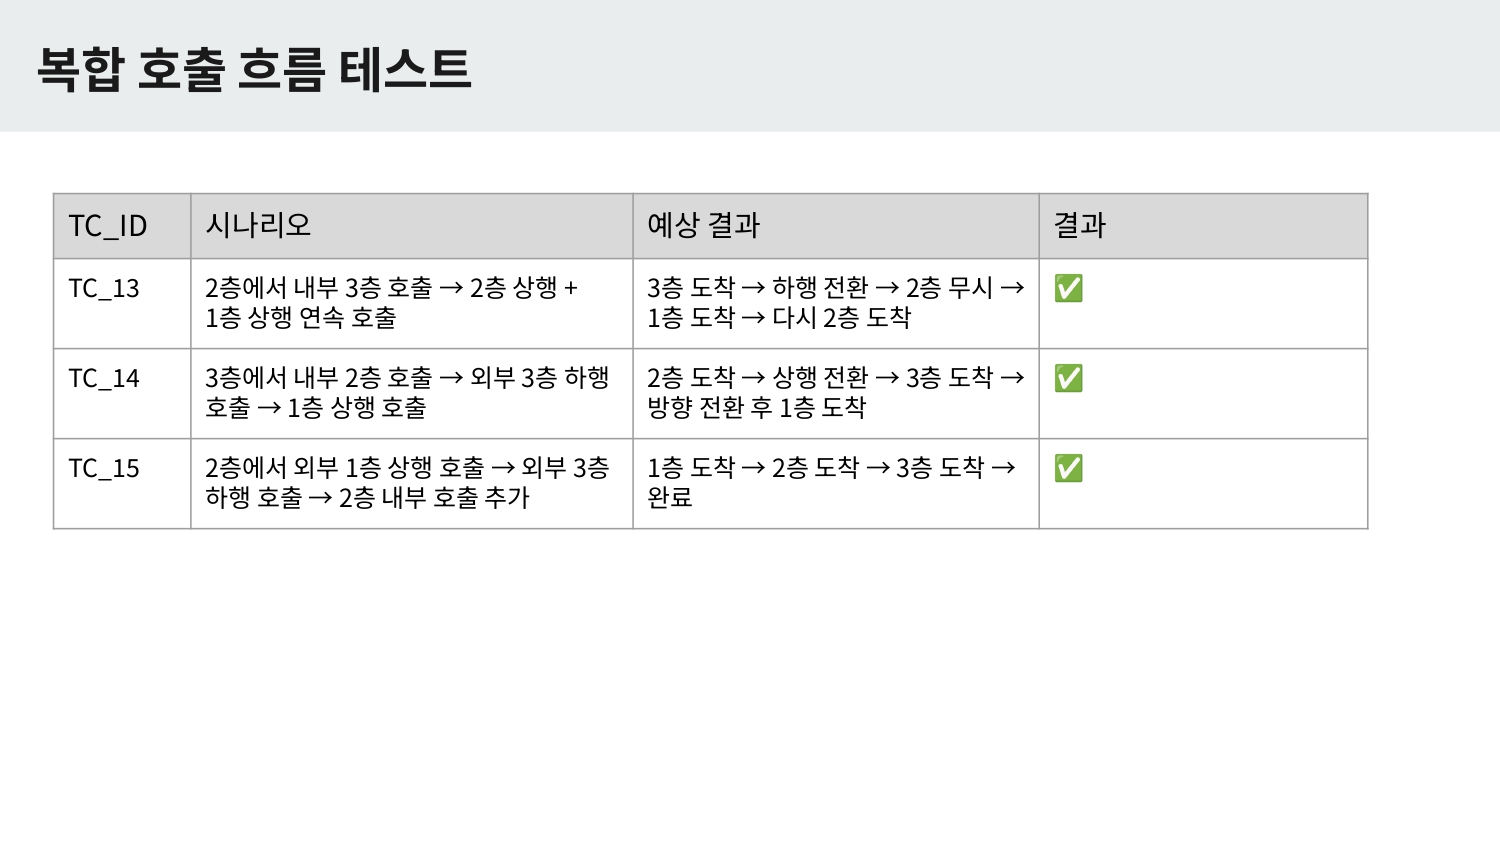 복합 호출 흐름 테스트
TC_ID
시나리오
예상 결과
결과
TC_13
2층에서 내부 3층 호출 → 2층 상행 +
1층 상행 연속 호출
3층 도착 → 하행 전환 → 2층 무시 →
1층 도착 → 다시 2층 도착
✅
TC_14
3층에서 내부 2층 호출 → 외부 3층 하행
호출 → 1층 상행 호출
2층 도착 → 상행 전환 → 3층 도착 →
방향 전환 후 1층 도착
✅
TC_15
2층에서 외부 1층 상행 호출 → 외부 3층
하행 호출 → 2층 내부 호출 추가
1층 도착 → 2층 도착 → 3층 도착 →
완료
✅